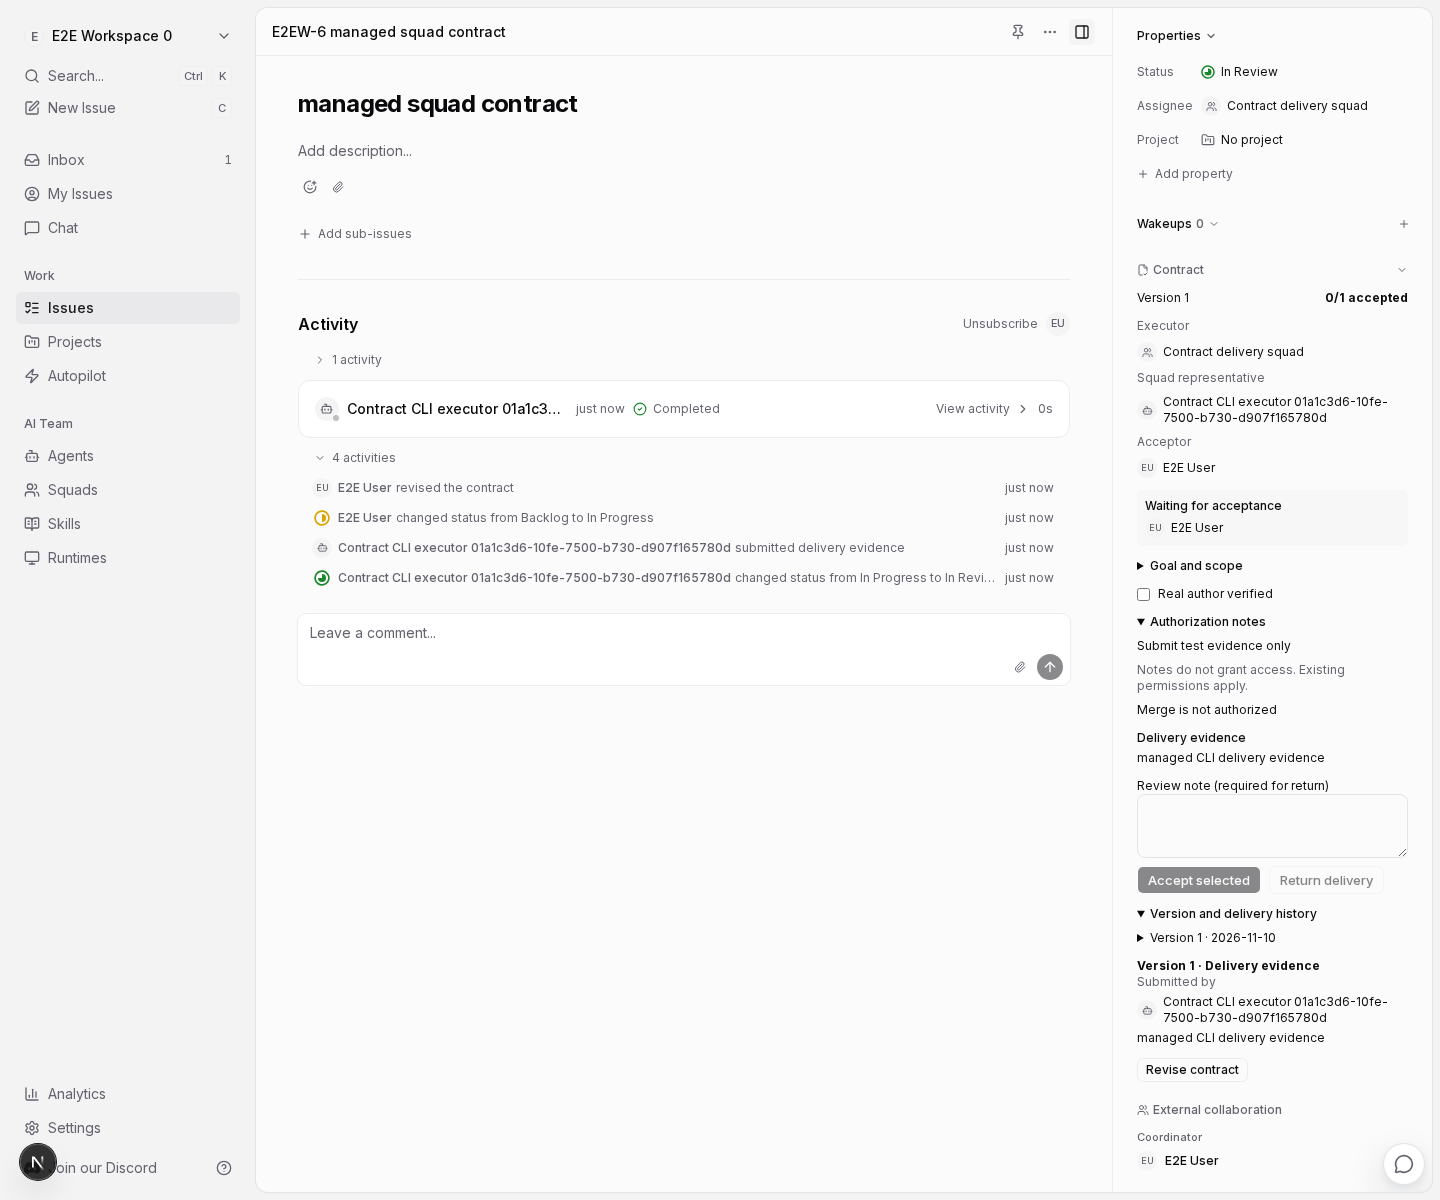 E
E2E Workspace 0
Search...
Ctrl
K
New Issue
C
Inbox
1
My Issues
Chat
Work
Issues
Projects
Autopilot
AI Team
Agents
Squads
Skills
Runtimes
Analytics
Settings
N
oin our Discord
E2EW-6 managed squad contract
managed squad contract
Add description...
Add sub-issues
Activity
Unsubscribe
EU
1 activity
Contract CLI executor 01a1c3...
just now
Completed
View activity
0s
4 activities
EU
E2E User revised the contract
just now
E2E User changed status from Backlog to In Progress
just now
Contract CLI executor 01a1c3d6-10fe-7500-b730-d907f165780d submitted delivery evidence
just now
Contract CLI executor 01a1c3d6-10fe-7500-b730-d907f165780d changed status from In Progress to In Revi...
just now
Leave a comment...
Properties
Status
In Review
Assignee
Contract delivery squad
Project
No project
Add property
Wakeups 0
Contract
Version 1
0/1 accepted
Executor
Contract delivery squad
Squad representative
Contract CLI executor 01a1c3d6-10fe-
7500-b730-d907f165780d
Acceptor
EU
E2E User
Waiting for acceptance
EU
E2E User
Goal and scope
Real author verified
Authorization notes
Submit test evidence only
Notes do not grant access. Existing
permissions apply.
Merge is not authorized
Delivery evidence
managed CLI delivery evidence
Review note (required for return)
Accept selected
Return delivery
Version and delivery history
Version 1 · 2026-11-10
Version 1 · Delivery evidence
Submitted by
Contract CLI executor 01a1c3d6-10fe-
7500-b730-d907f165780d
managed CLI delivery evidence
Revise contract
External collaboration
Coordinator
EU
E2E User